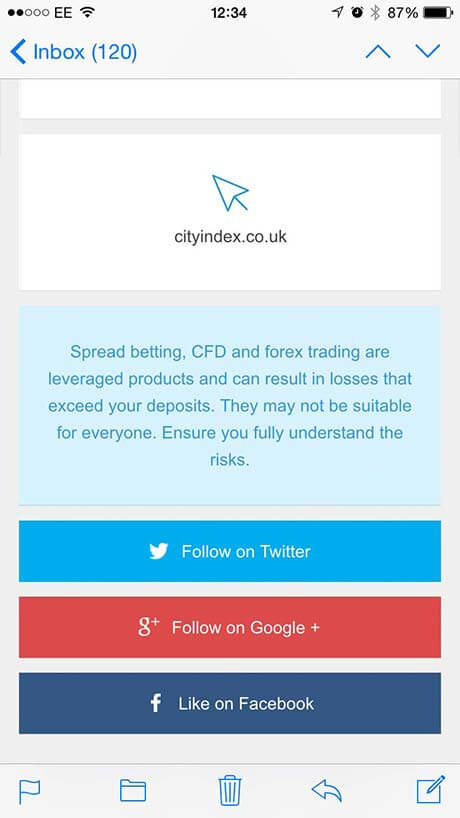 EE 12:34 87%
Inbox (120)
cityindex.co.uk
Spread betting, CFD and forex trading are
leveraged products and can result in losses that
exceed your deposits. They may not be suitable
for everyone. Ensure you fully understand the
risks.
Follow on Twitter
g+ Follow on Google +
f Like on Facebook